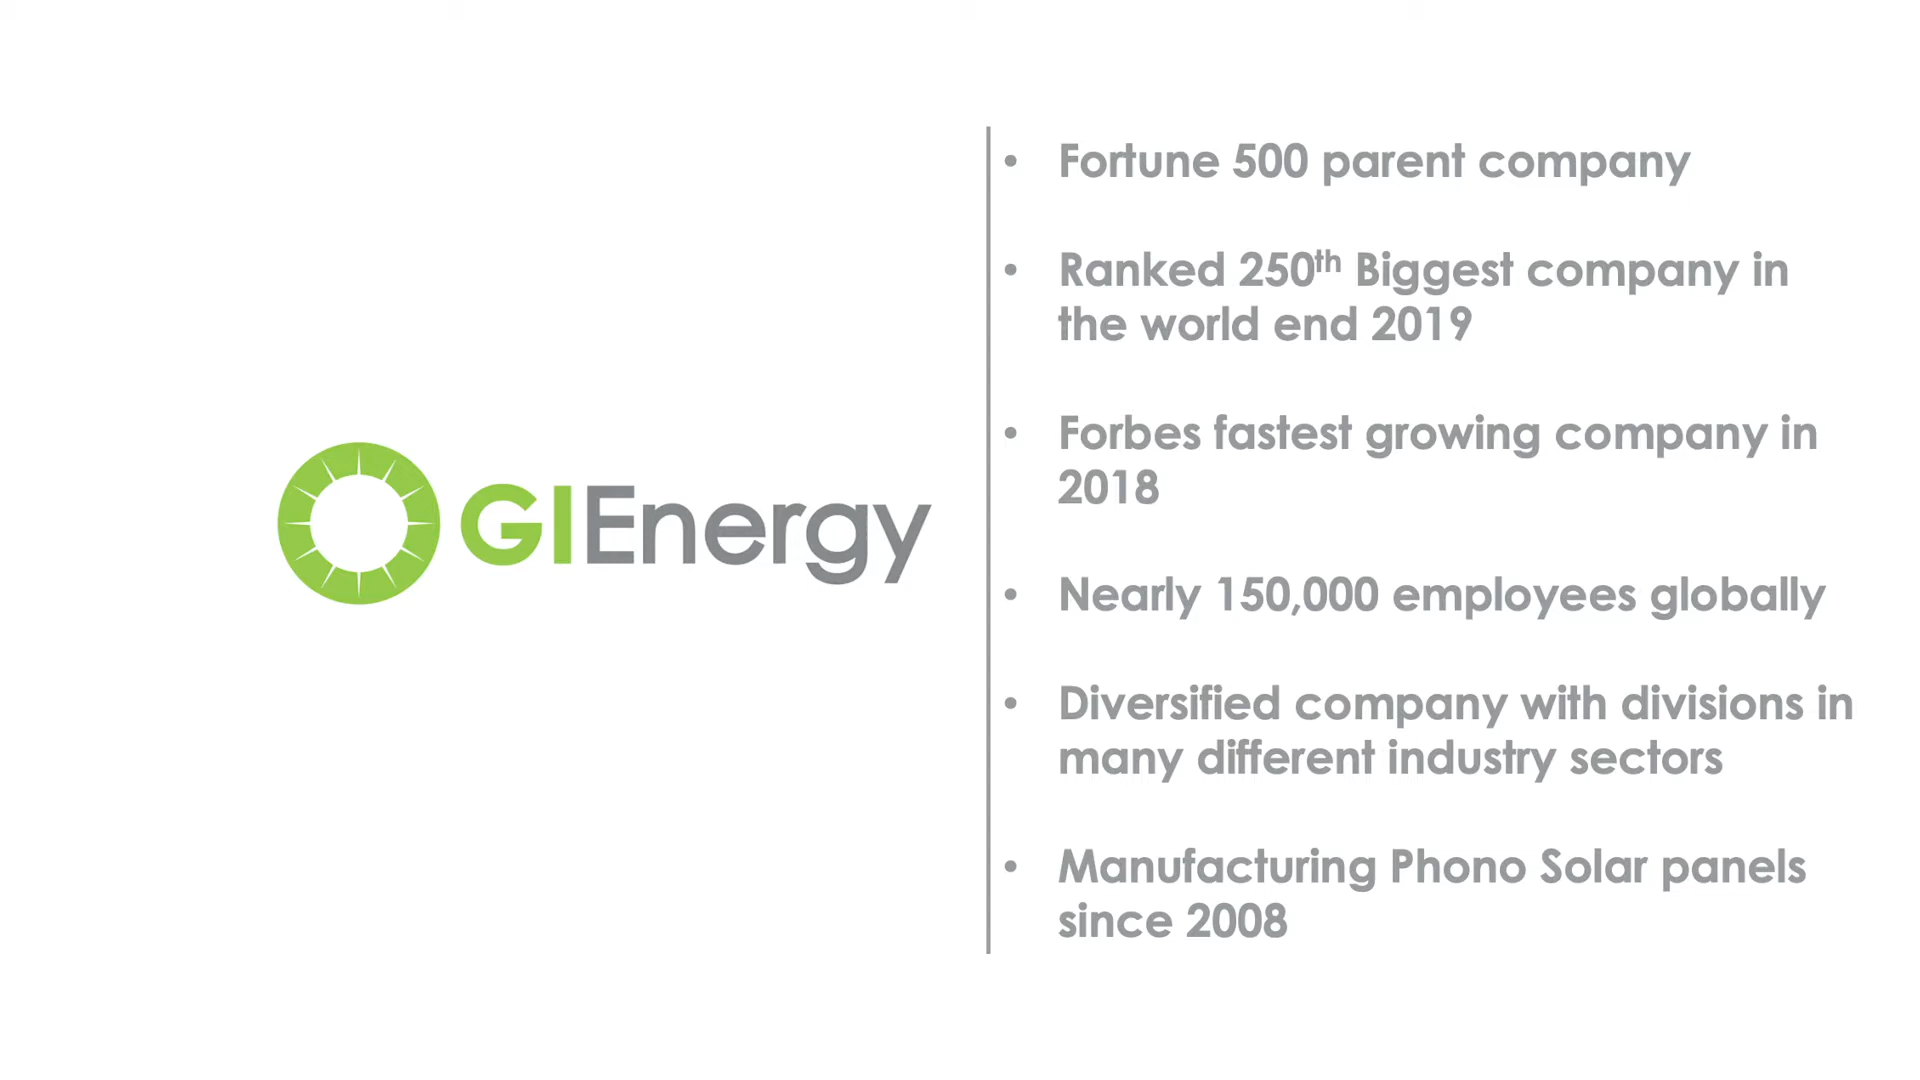 GIEnergy
• Fortune 500 parent company
• Ranked 250th Biggest company in
the world end 2019
• Forbes fastest growing company in
2018
• Nearly 150,000 employees globally
• Diversified company with divisions in
many different industry sectors
• Manufacturing Phono Solar panels
since 2008